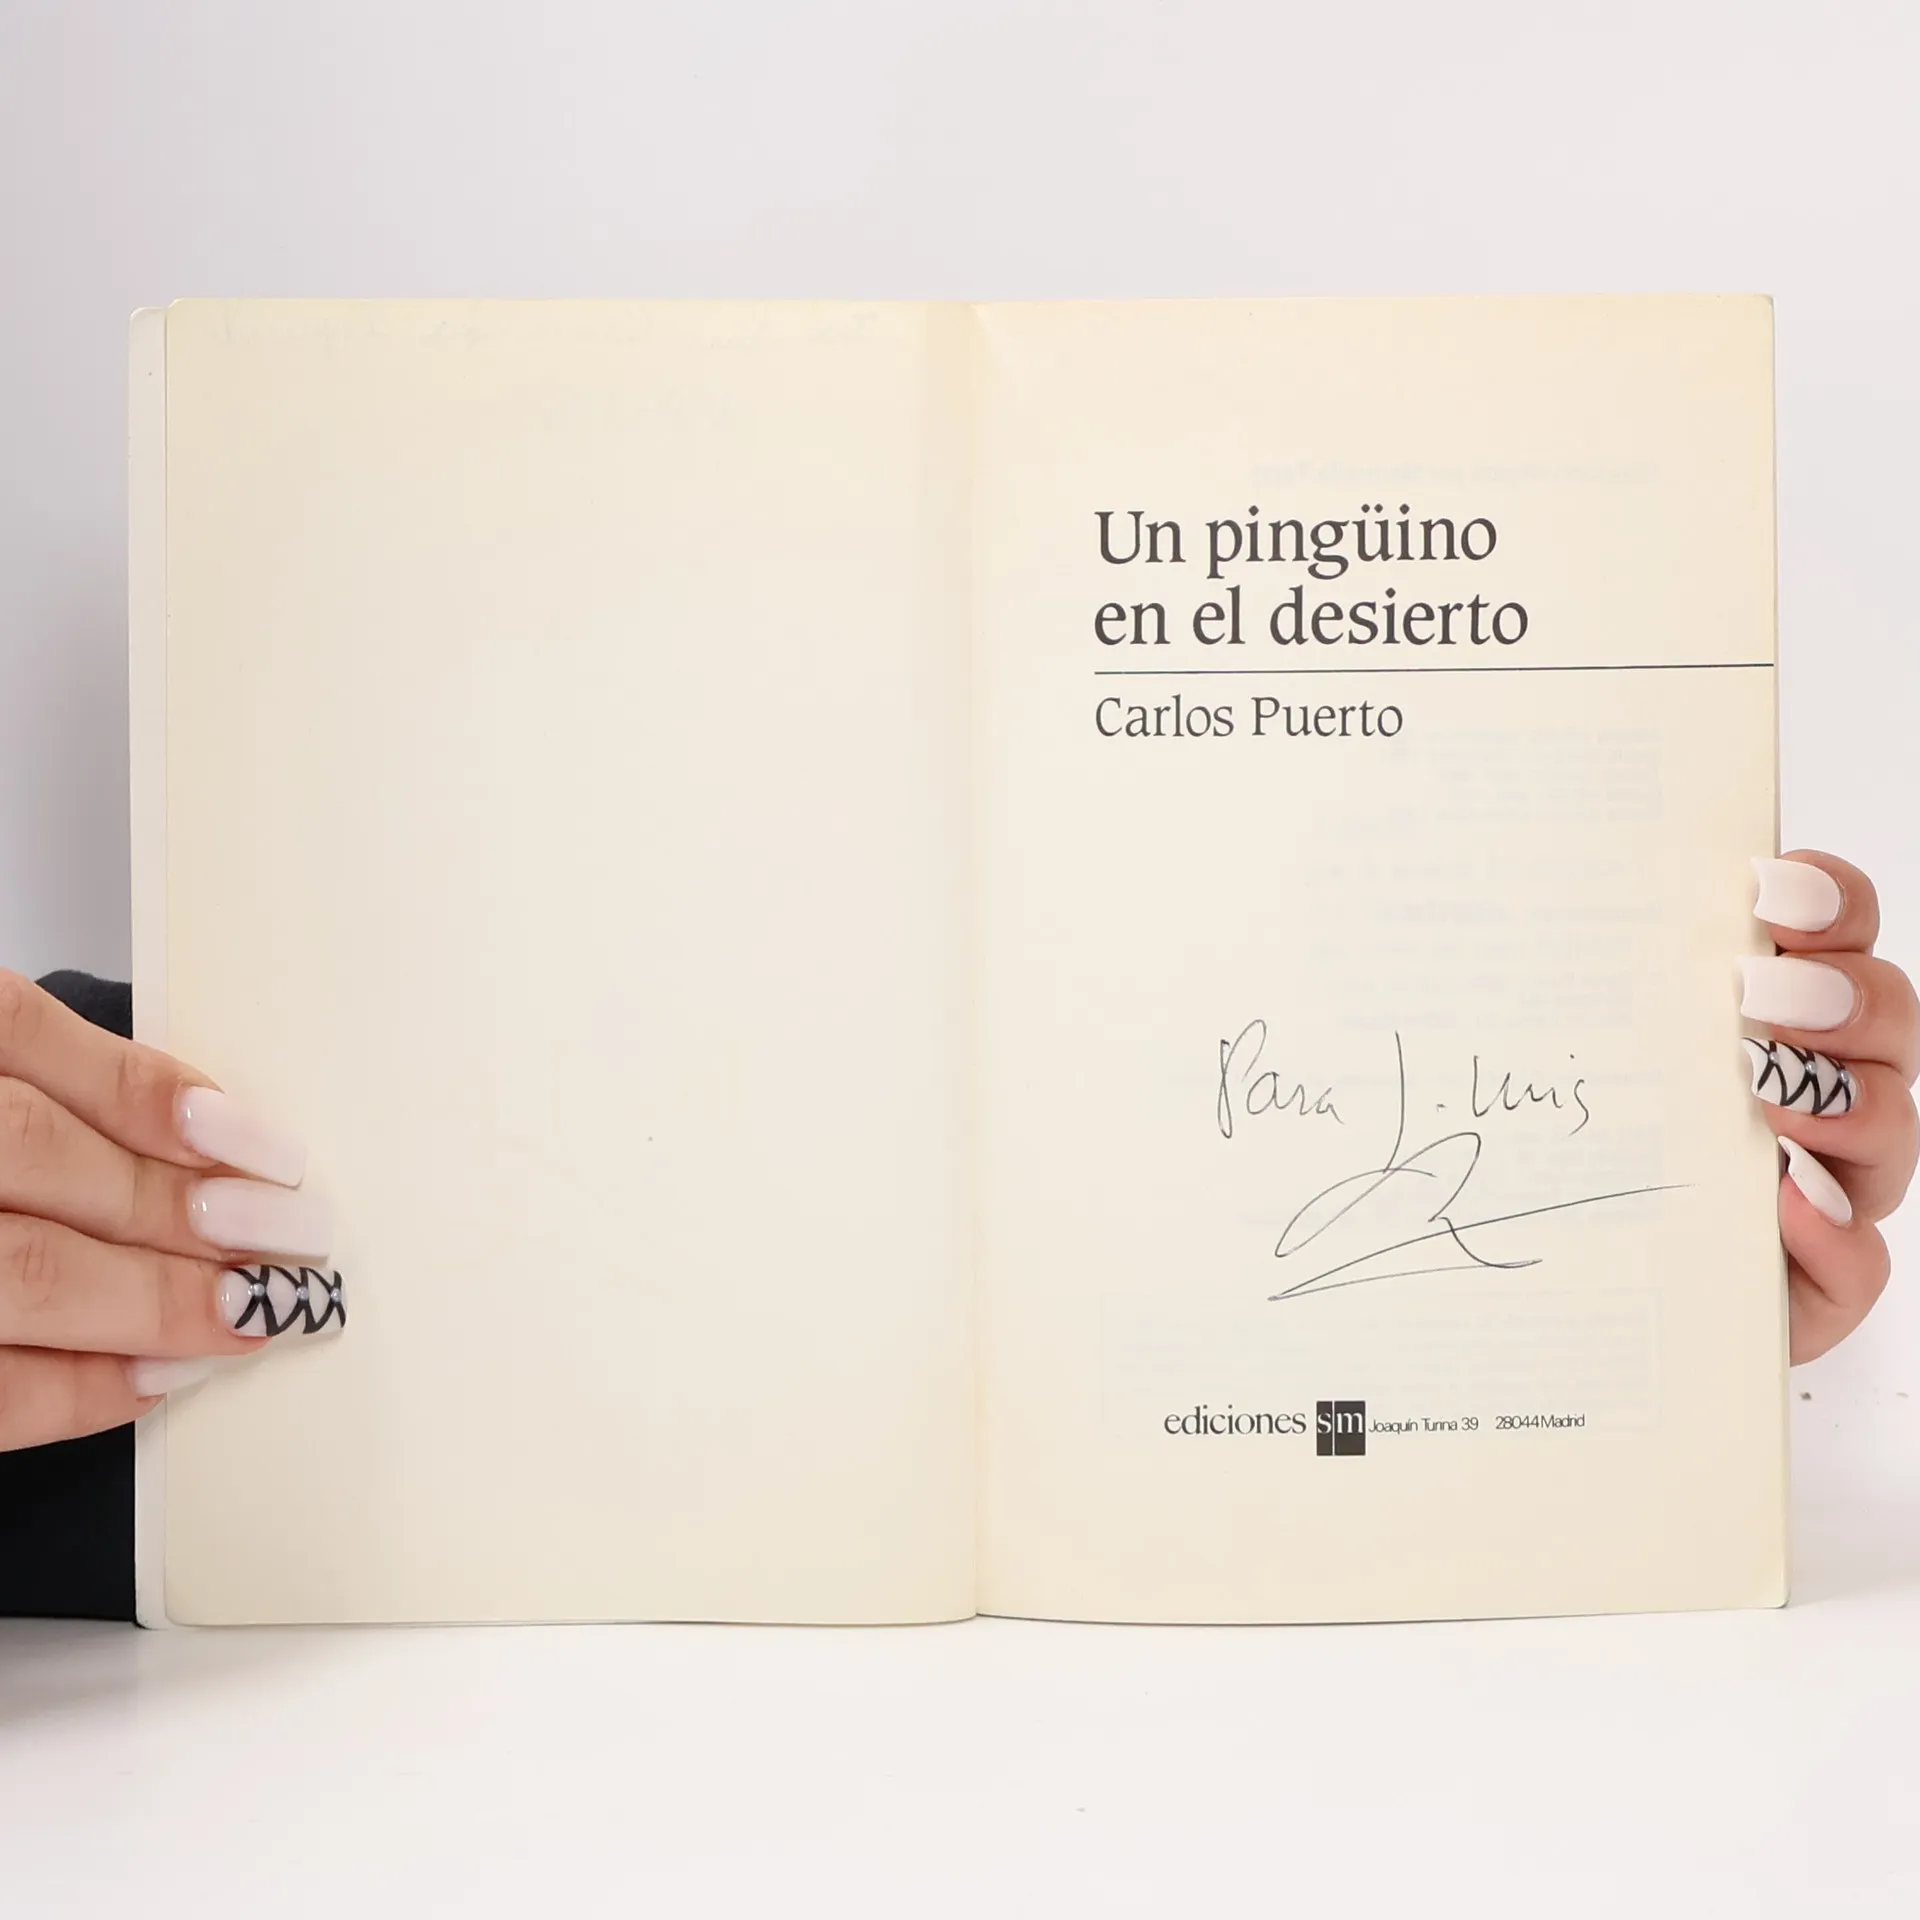 Un pingüino
en el desierto
Carlos Puerto
Para J. Luis
ediciones sm Joaquín Turina 39 28044 Madrid